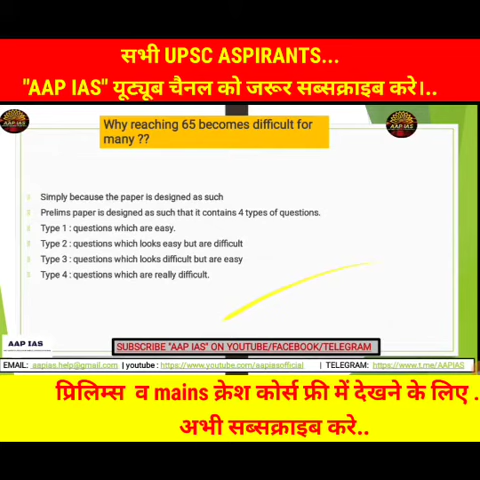 सभी UPSC ASPIRANTS...
"AAP IAS" यूट्यूब चैनल को जरूर सब्सक्राइब करे।..
AAP IAS
AAP IAS
Why reaching 65 becomes difficult for
many ??
Simply because the paper is designed as such
Prelims paper is designed as such that it contains 4 types of questions.
Type 1 : questions which are easy.
Type 2 : questions which looks easy but are difficult
Type 3 : questions which looks difficult but are easy
Type 4 : questions which are really difficult.
AAP IAS
SUBSCRIBE "AAP IAS" ON YOUTUBE/FACEBOOK/TELEGRAM
EMAIL: aapias.help@gmail.com | youtube : https://www.youtube.com/aapiasofficial | TELEGRAM: https://www.t.me/AAPIAS
प्रिलिम्स व mains क्रेश कोर्स फ्री में देखने के लिए .
अभी सब्सक्राइब करे..